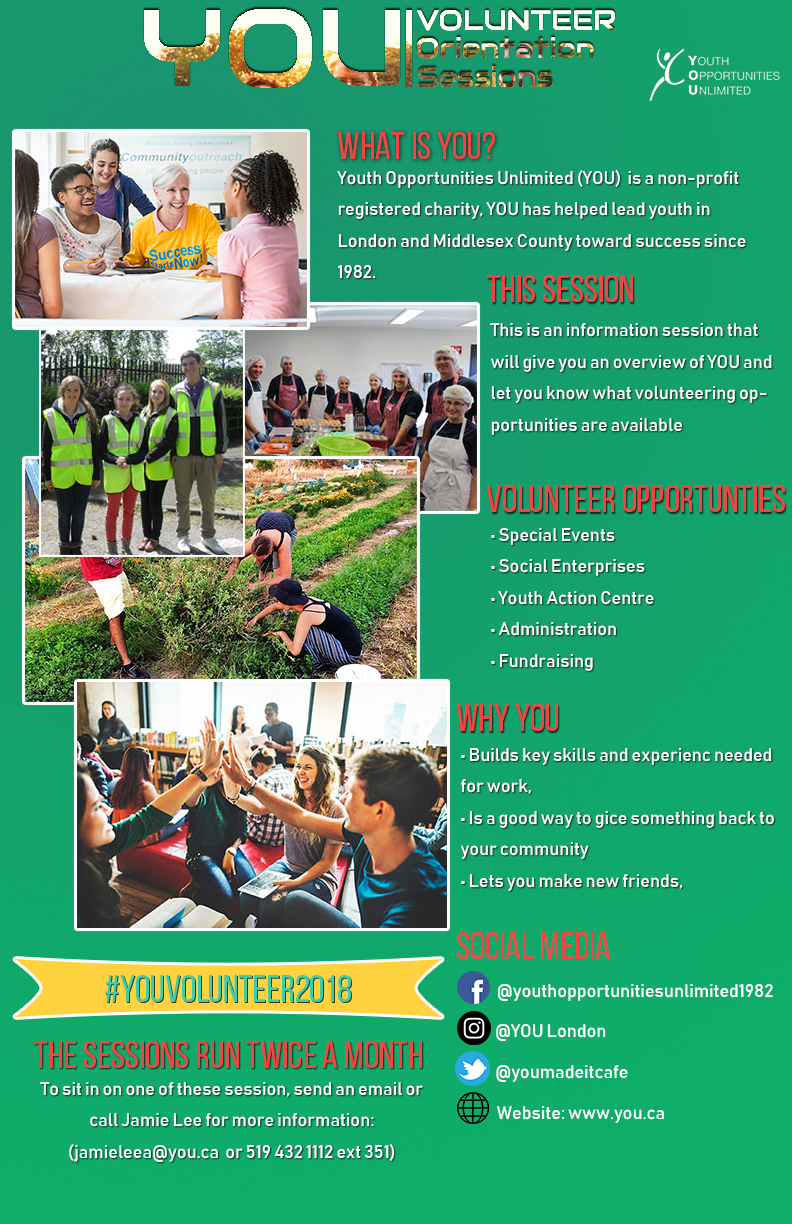 YOU VOLUNTEER
Orientation
Sessions
YOUTH
OPPORTUNITIES
UNLIMITED
Building strong communities
Communityoutreach
people
Success
Starts Now!
WHAT IS YOU?
Youth Opportunities Unlimited (YOU) is a non-profit
registered charity, YOU has helped lead youth in
London and Middlesex County toward success since
1982.
THIS SESSION
This is an information session that
will give you an overview of YOU and
let you know what volunteering op-
portunities are available
VOLUNTEER OPPORTUNTIES
• Special Events
• Social Enterprises
• Youth Action Centre
• Administration
• Fundraising
WHY YOU
• Builds key skills and experienc needed
for work,
• Is a good way to gice something back to
your community
• Lets you make new friends,
SOCIAL MEDIA
@youthopportunitiesunlimited1982
@YOU London
@youmadeitcafe
Website: www.you.ca
#YOUVOLUNTEER2018
THE SESSIONS RUN TWICE A MONTH
To sit in on one of these session, send an email or
call Jamie Lee for more information:
(jamieleea@you.ca or 519 432 1112 ext 351)